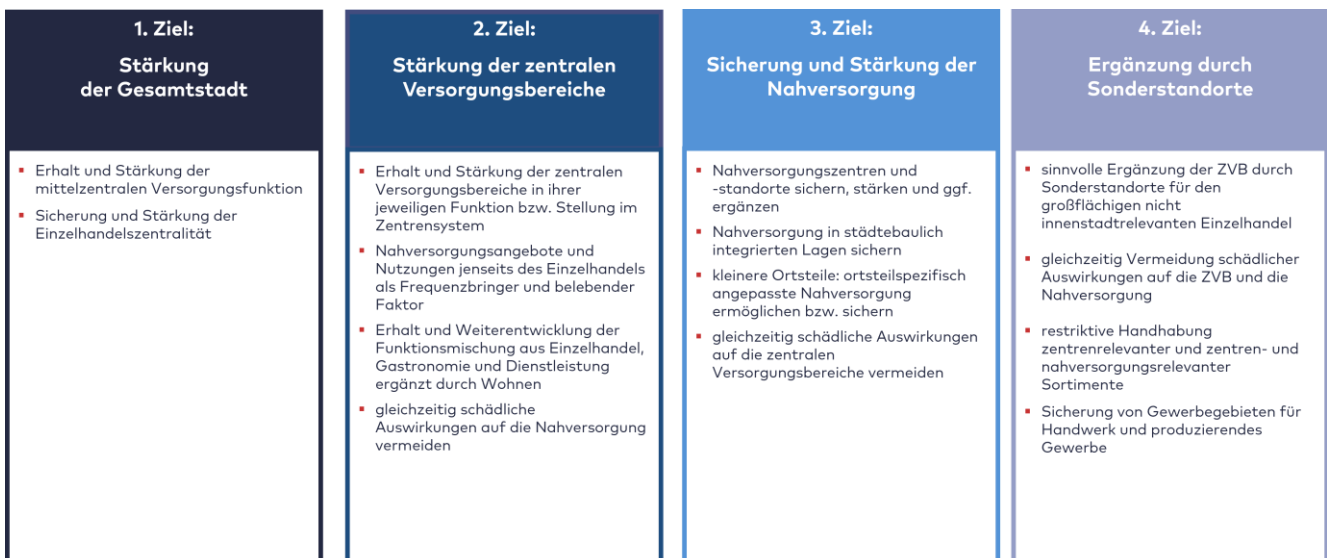 1. Ziel:
Stärkung
der Gesamtstadt
▪ Erhalt und Stärkung der
mittelzentralen Versorgungsfunktion
▪ Sicherung und Stärkung der
Einzelhandelszentralität
2. Ziel:
Stärkung der zentralen
Versorgungsbereiche
▪ Erhalt und Stärkung der zentralen
Versorgungsbereiche in ihrer
jeweiligen Funktion bzw. Stellung im
Zentrensystem
▪ Nahversorgungsangebote und
Nutzungen jenseits des Einzelhandels
als Frequenzbringer und belebender
Faktor
▪ Erhalt und Weiterentwicklung der
Funktionsmischung aus Einzelhandel,
Gastronomie und Dienstleistung
ergänzt durch Wohnen
▪ gleichzeitig schädliche
Auswirkungen auf die Nahversorgung
vermeiden
3. Ziel:
Sicherung und Stärkung der
Nahversorgung
▪ Nahversorgungszentren und
-standorte sichern, stärken und ggf.
ergänzen
▪ Nahversorgung in städtebaulich
integrierten Lagen sichern
▪ kleinere Ortsteile: ortsteilspezifisch
angepasste Nahversorgung
ermöglichen bzw. sichern
▪ gleichzeitig schädliche Auswirkungen
auf die zentralen
Versorgungsbereiche vermeiden
4. Ziel:
Ergänzung durch
Sonderstandorte
▪ sinnvolle Ergänzung der ZVB durch
Sonderstandorte für den
großflächigen nicht
innenstadtrelevanten Einzelhandel
▪ gleichzeitig Vermeidung schädlicher
Auswirkungen auf die ZVB und die
Nahversorgung
▪ restriktive Handhabung
zentrenrelevanter und zentren- und
nahversorgungsrelevanter
Sortimente
▪ Sicherung von Gewerbegebieten für
Handwerk und produzierendes
Gewerbe